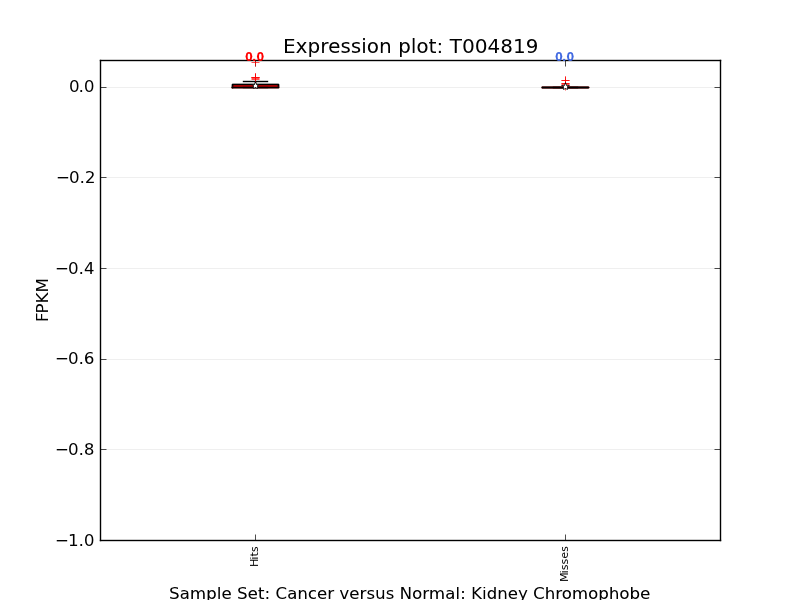 Expression plot: T004819
0.0 0.0
0.0
−0.2
−0.4
−0.6
−0.8
−1.0
FPKM
Hits Misses
Sample Set: Cancer versus Normal: Kidney Chromophobe